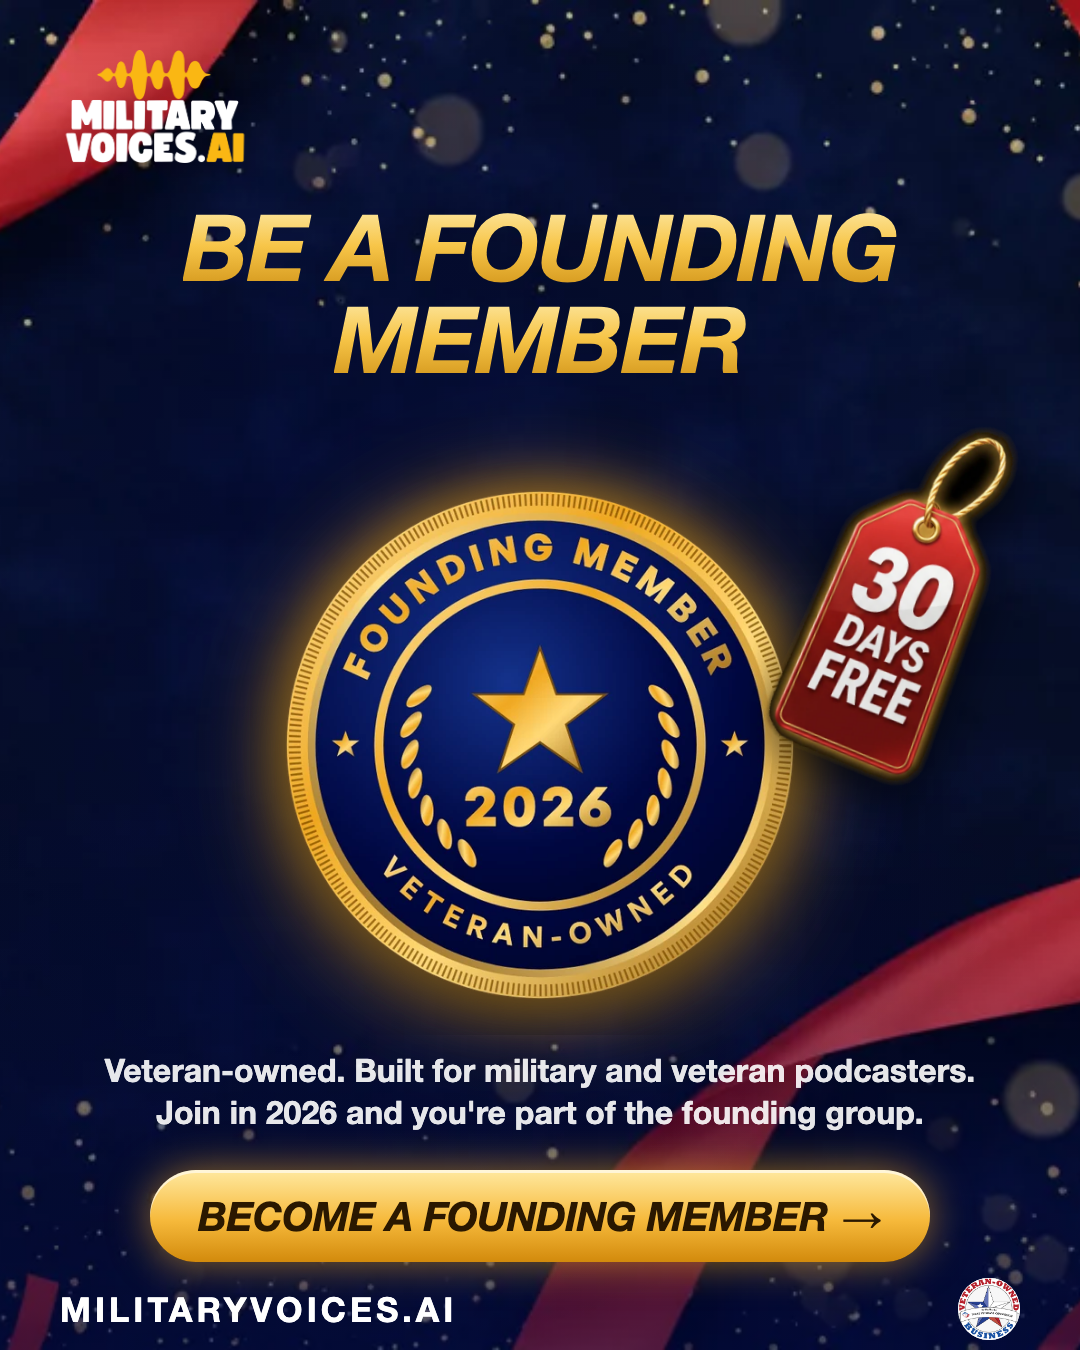 MILITARY
VOICES.AI
BE A FOUNDING
MEMBER
FOUNDING MEMBER
2026
VETERAN-OWNED
30
DAYS
FREE
Veteran-owned. Built for military and veteran podcasters.
Join in 2026 and you're part of the founding group.
BECOME A FOUNDING MEMBER →
MILITARYVOICES.AI
VETERAN-OWNED
BUSINESS